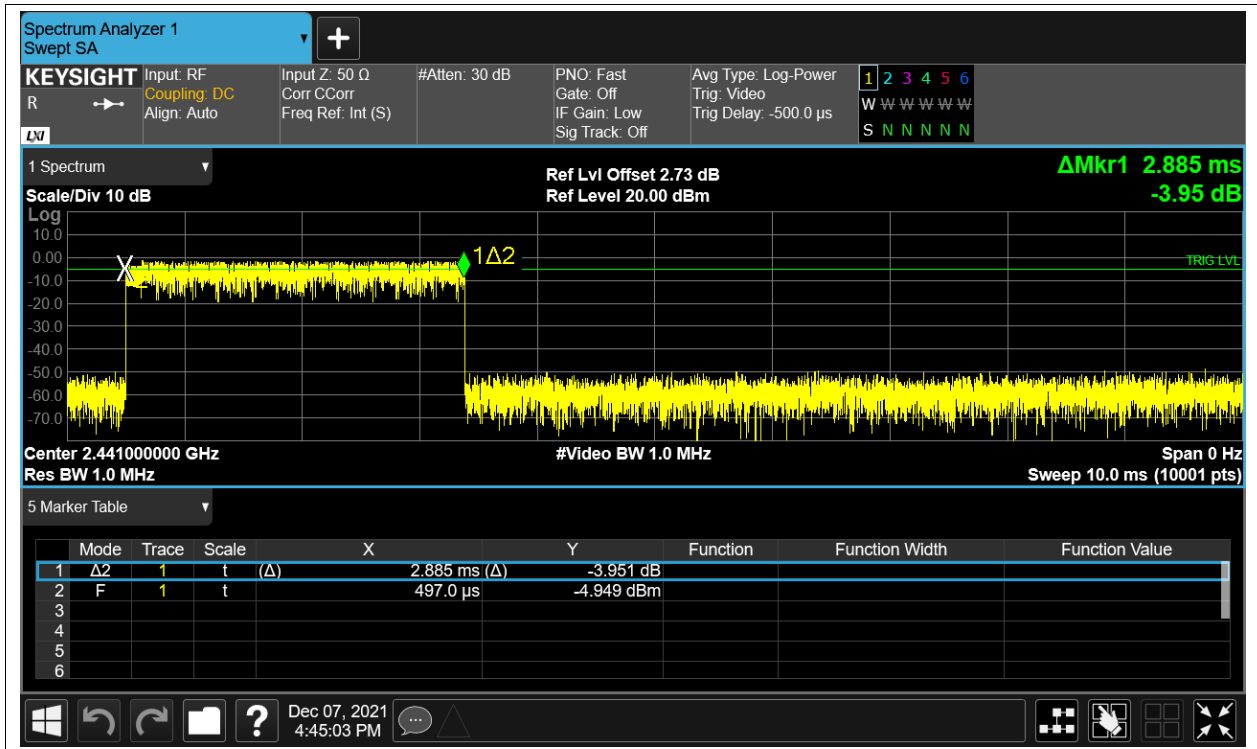 Spectrum Analyzer 1
Swept SA
+
KEYSIGHT Input: RF Input Z: 50 Ω #Atten: 30 dB PNO: Fast Avg Type: Log-Power 1 2 3 4 5 6
R Coupling: DC Corr CCorr Gate: Off Trig: Video W W W W W W
Align: Auto Freq Ref: Int (S) IF Gain: Low Trig Delay: -500.0 µs
LXI Sig Track: Off S N N N N N
1 Spectrum Ref Lvl Offset 2.73 dB ΔMkr1 2.885 ms
Scale/Div 10 dB Ref Level 20.00 dBm -3.95 dB
Log
10.0
0.00 1Δ2 TRIG LVL
-10.0 X
-20.0
-30.0
-40.0
-50.0
-60.0
-70.0
Center 2.441000000 GHz #Video BW 1.0 MHz Span 0 Hz
Res BW 1.0 MHz Sweep 10.0 ms (10001 pts)
5 Marker Table
Mode Trace Scale X Y Function Function Width Function Value
1 Δ2 1 t (Δ) 2.885 ms (Δ) -3.951 dB
2 F 1 t 497.0 µs -4.949 dBm
3
4
5
6
? Dec 07, 2021
4:45:03 PM